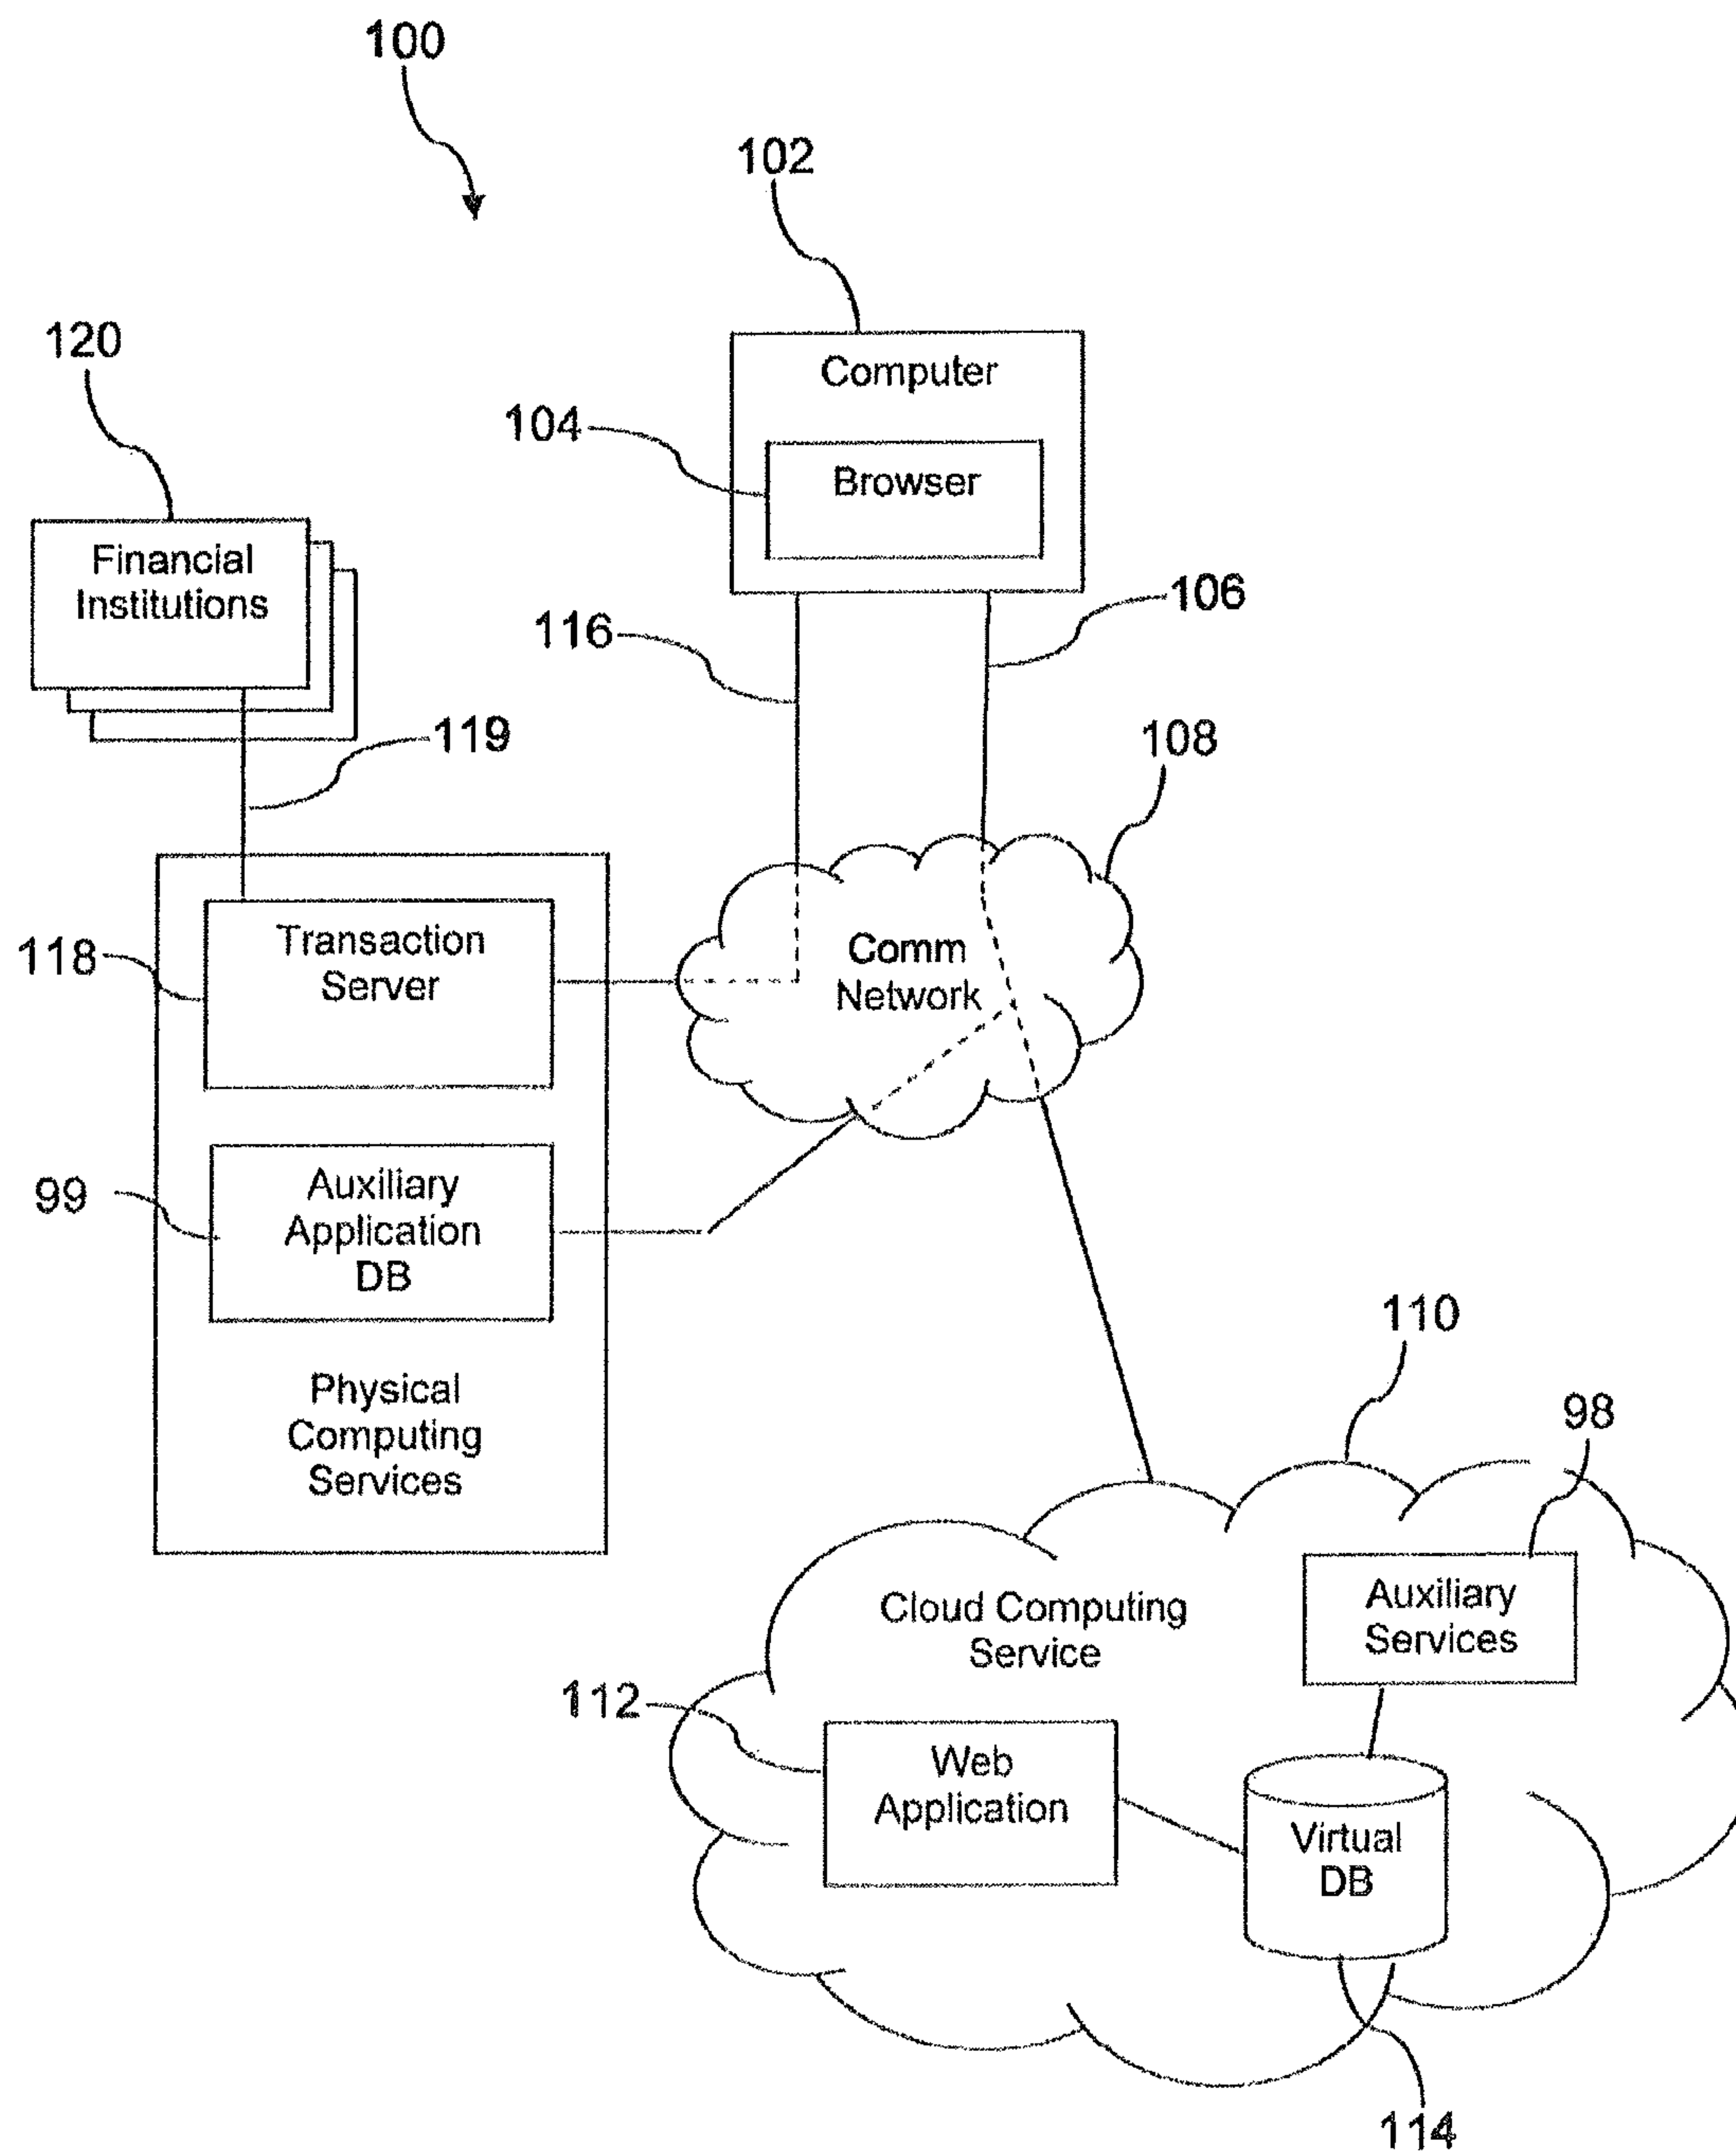 100
102
120
Computer
104
Browser
Financial
Institutions
116
106
119
108
118
Transaction
Server
Comm
Network
99
Auxiliary
Application
DB
Physical
Computing
Services
110
98
Cloud Computing
Service
Auxiliary
Services
112
Web
Application
Virtual
DB
114